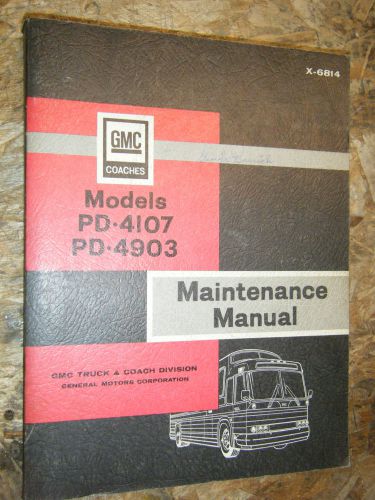 X-6814
GMC
COACHES
Models
PD-4107
PD-4903
Maintenance
Manual
GMC TRUCK & COACH DIVISION
GENERAL MOTORS CORPORATION